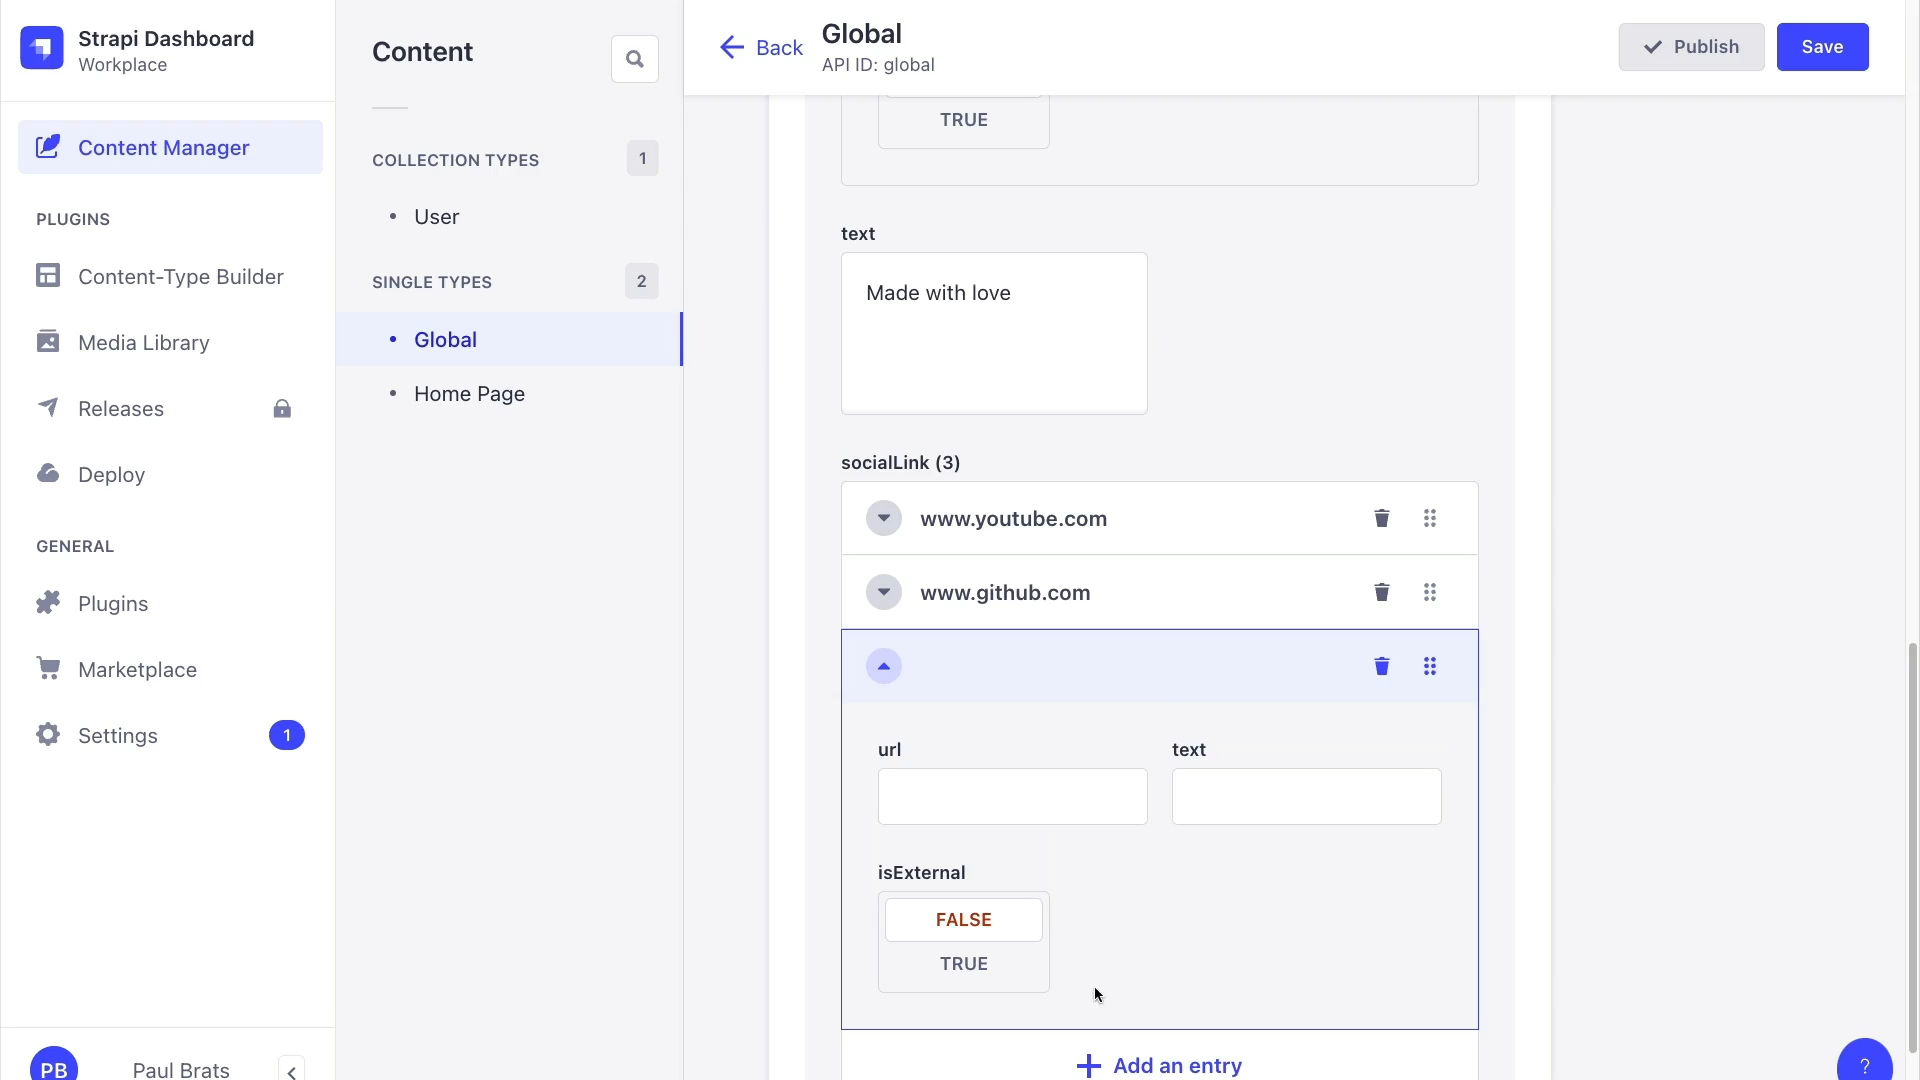 Strapi Dashboard
Workplace
Content Manager
PLUGINS
Content-Type Builder
Media Library
Releases
Deploy
GENERAL
Plugins
Marketplace
Settings
1
PB
Paul Brats
Content
COLLECTION TYPES
1
User
SINGLE TYPES
2
Global
Home Page
Back
Global
API ID: global
Publish
Save
TRUE
text
Made with love
socialLink (3)
www.youtube.com
www.github.com
url
text
isExternal
FALSE
TRUE
Add an entry
?